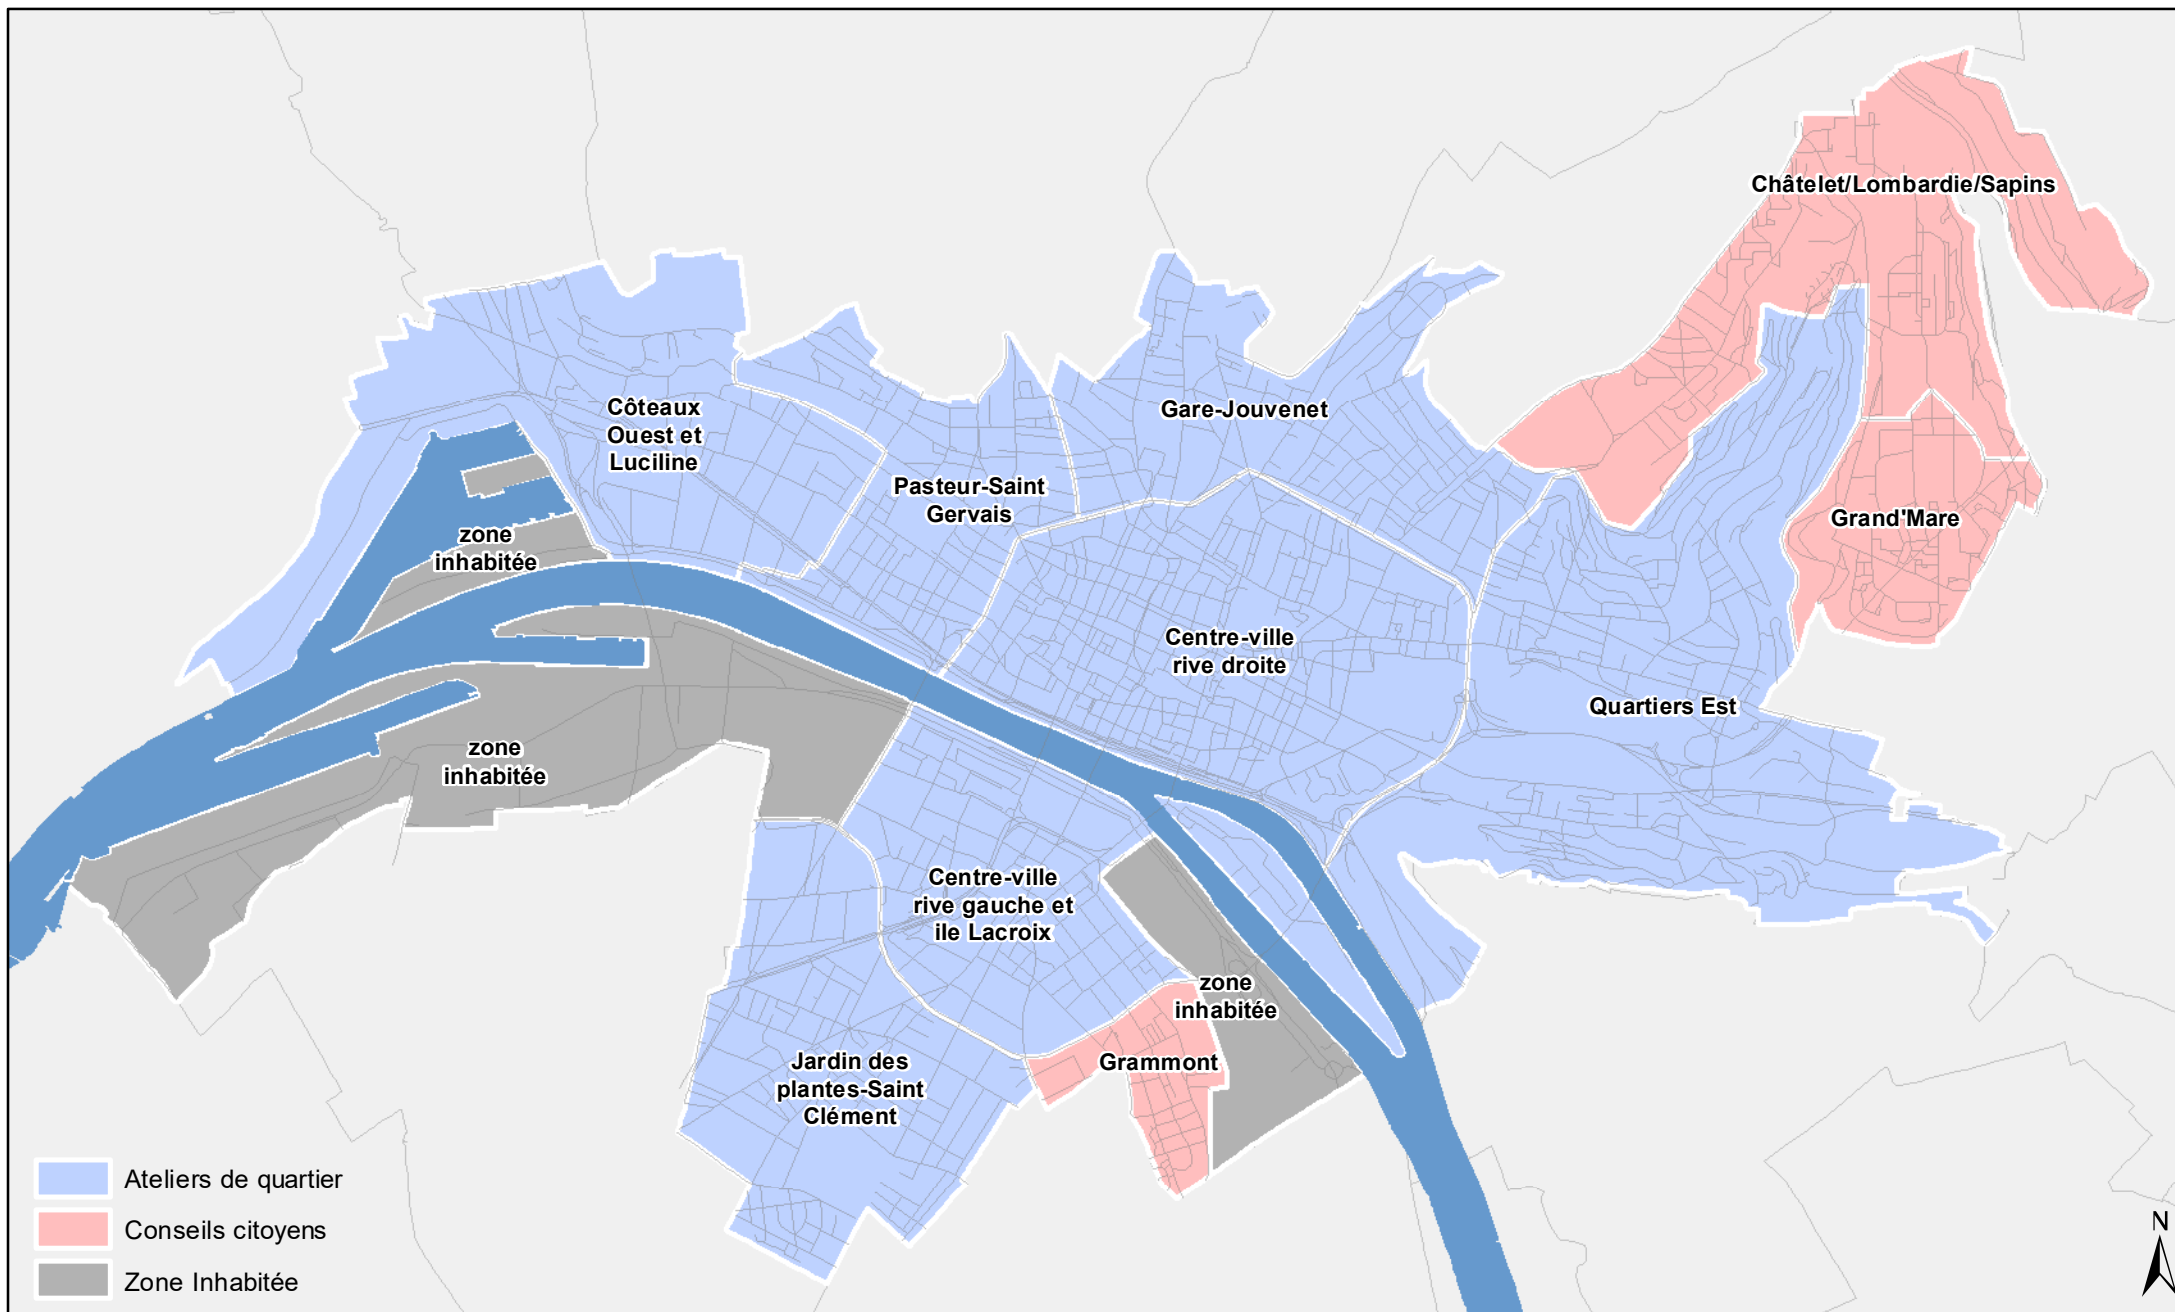 Châtelet/Lombardie/Sapins
Côteaux
Ouest et
Luciline
Gare-Jouvenet
Pasteur-Saint
Gervais
Grand'Mare
zone
inhabitée
Centre-ville
rive droite
Quartiers Est
zone
inhabitée
Centre-ville
rive gauche et
ile Lacroix
zone
inhabitée
Grammont
Jardin des
plantes-Saint
Clément
Ateliers de quartier
Conseils citoyens
Zone Inhabitée
N